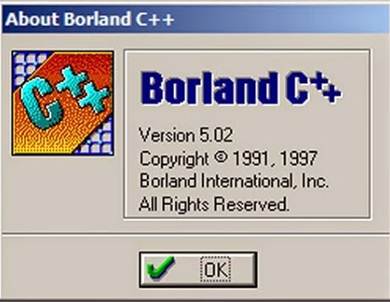 About Borland C++
C++
Borland C++
Version 5.02
Copyright © 1991, 1997
Borland International, Inc.
All Rights Reserved.
OK